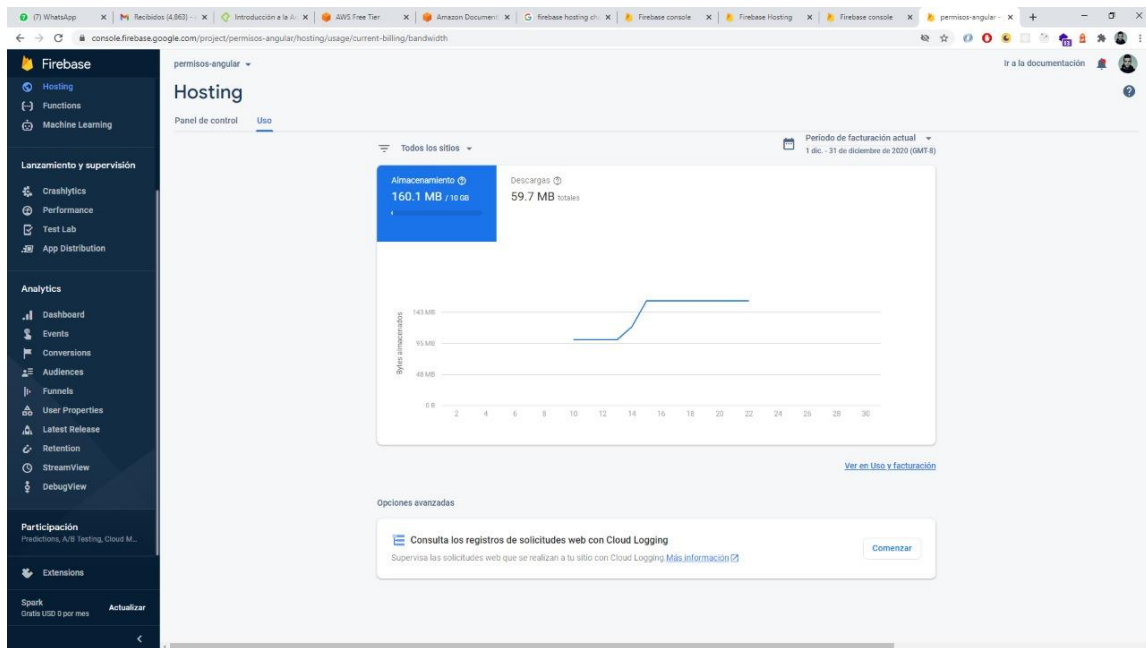 (7) WhatsApp
Recibidos (4.863) -
Introducción a la
AWS Free Tier
Amazon Document
firebase hosting
Firebase console
Firebase Hosting
Firebase console
permisos-angular -
console.firebase.google.com/project/permisos-angular/hosting/usage/current-billing/bandwidth
Firebase
Hosting
Functions
Machine Learning
Lanzamiento y supervisión
Crashlytics
Performance
Test Lab
App Distribution
Analytics
Dashboard
Events
Conversions
Audiences
Funnels
User Properties
Latest Release
Retention
StreamView
DebugView
Participación
Predictions, A/B Testing, Cloud M...
Extensions
Spark
Gratis USD 0 por mes
Actualizar
permisos-angular
Ir a la documentación
Hosting
Panel de control
Uso
Todos los sitios
Período de facturación actual
1 dic. - 31 de diciembre de 2020 (GMT-8)
Almacenamiento
160.1 MB / 10 GB
Descargas
59.7 MB totales
Bytes almacenados
143 MB
95 MB
48 MB
0 B
2 4 6 8 10 12 14 16 18 20 22 24 26 28 30
Ver en Uso y facturación
Opciones avanzadas
Consulta los registros de solicitudes web con Cloud Logging
Supervisa las solicitudes web que se realizan a tu sitio con Cloud Logging. Más información
Comenzar